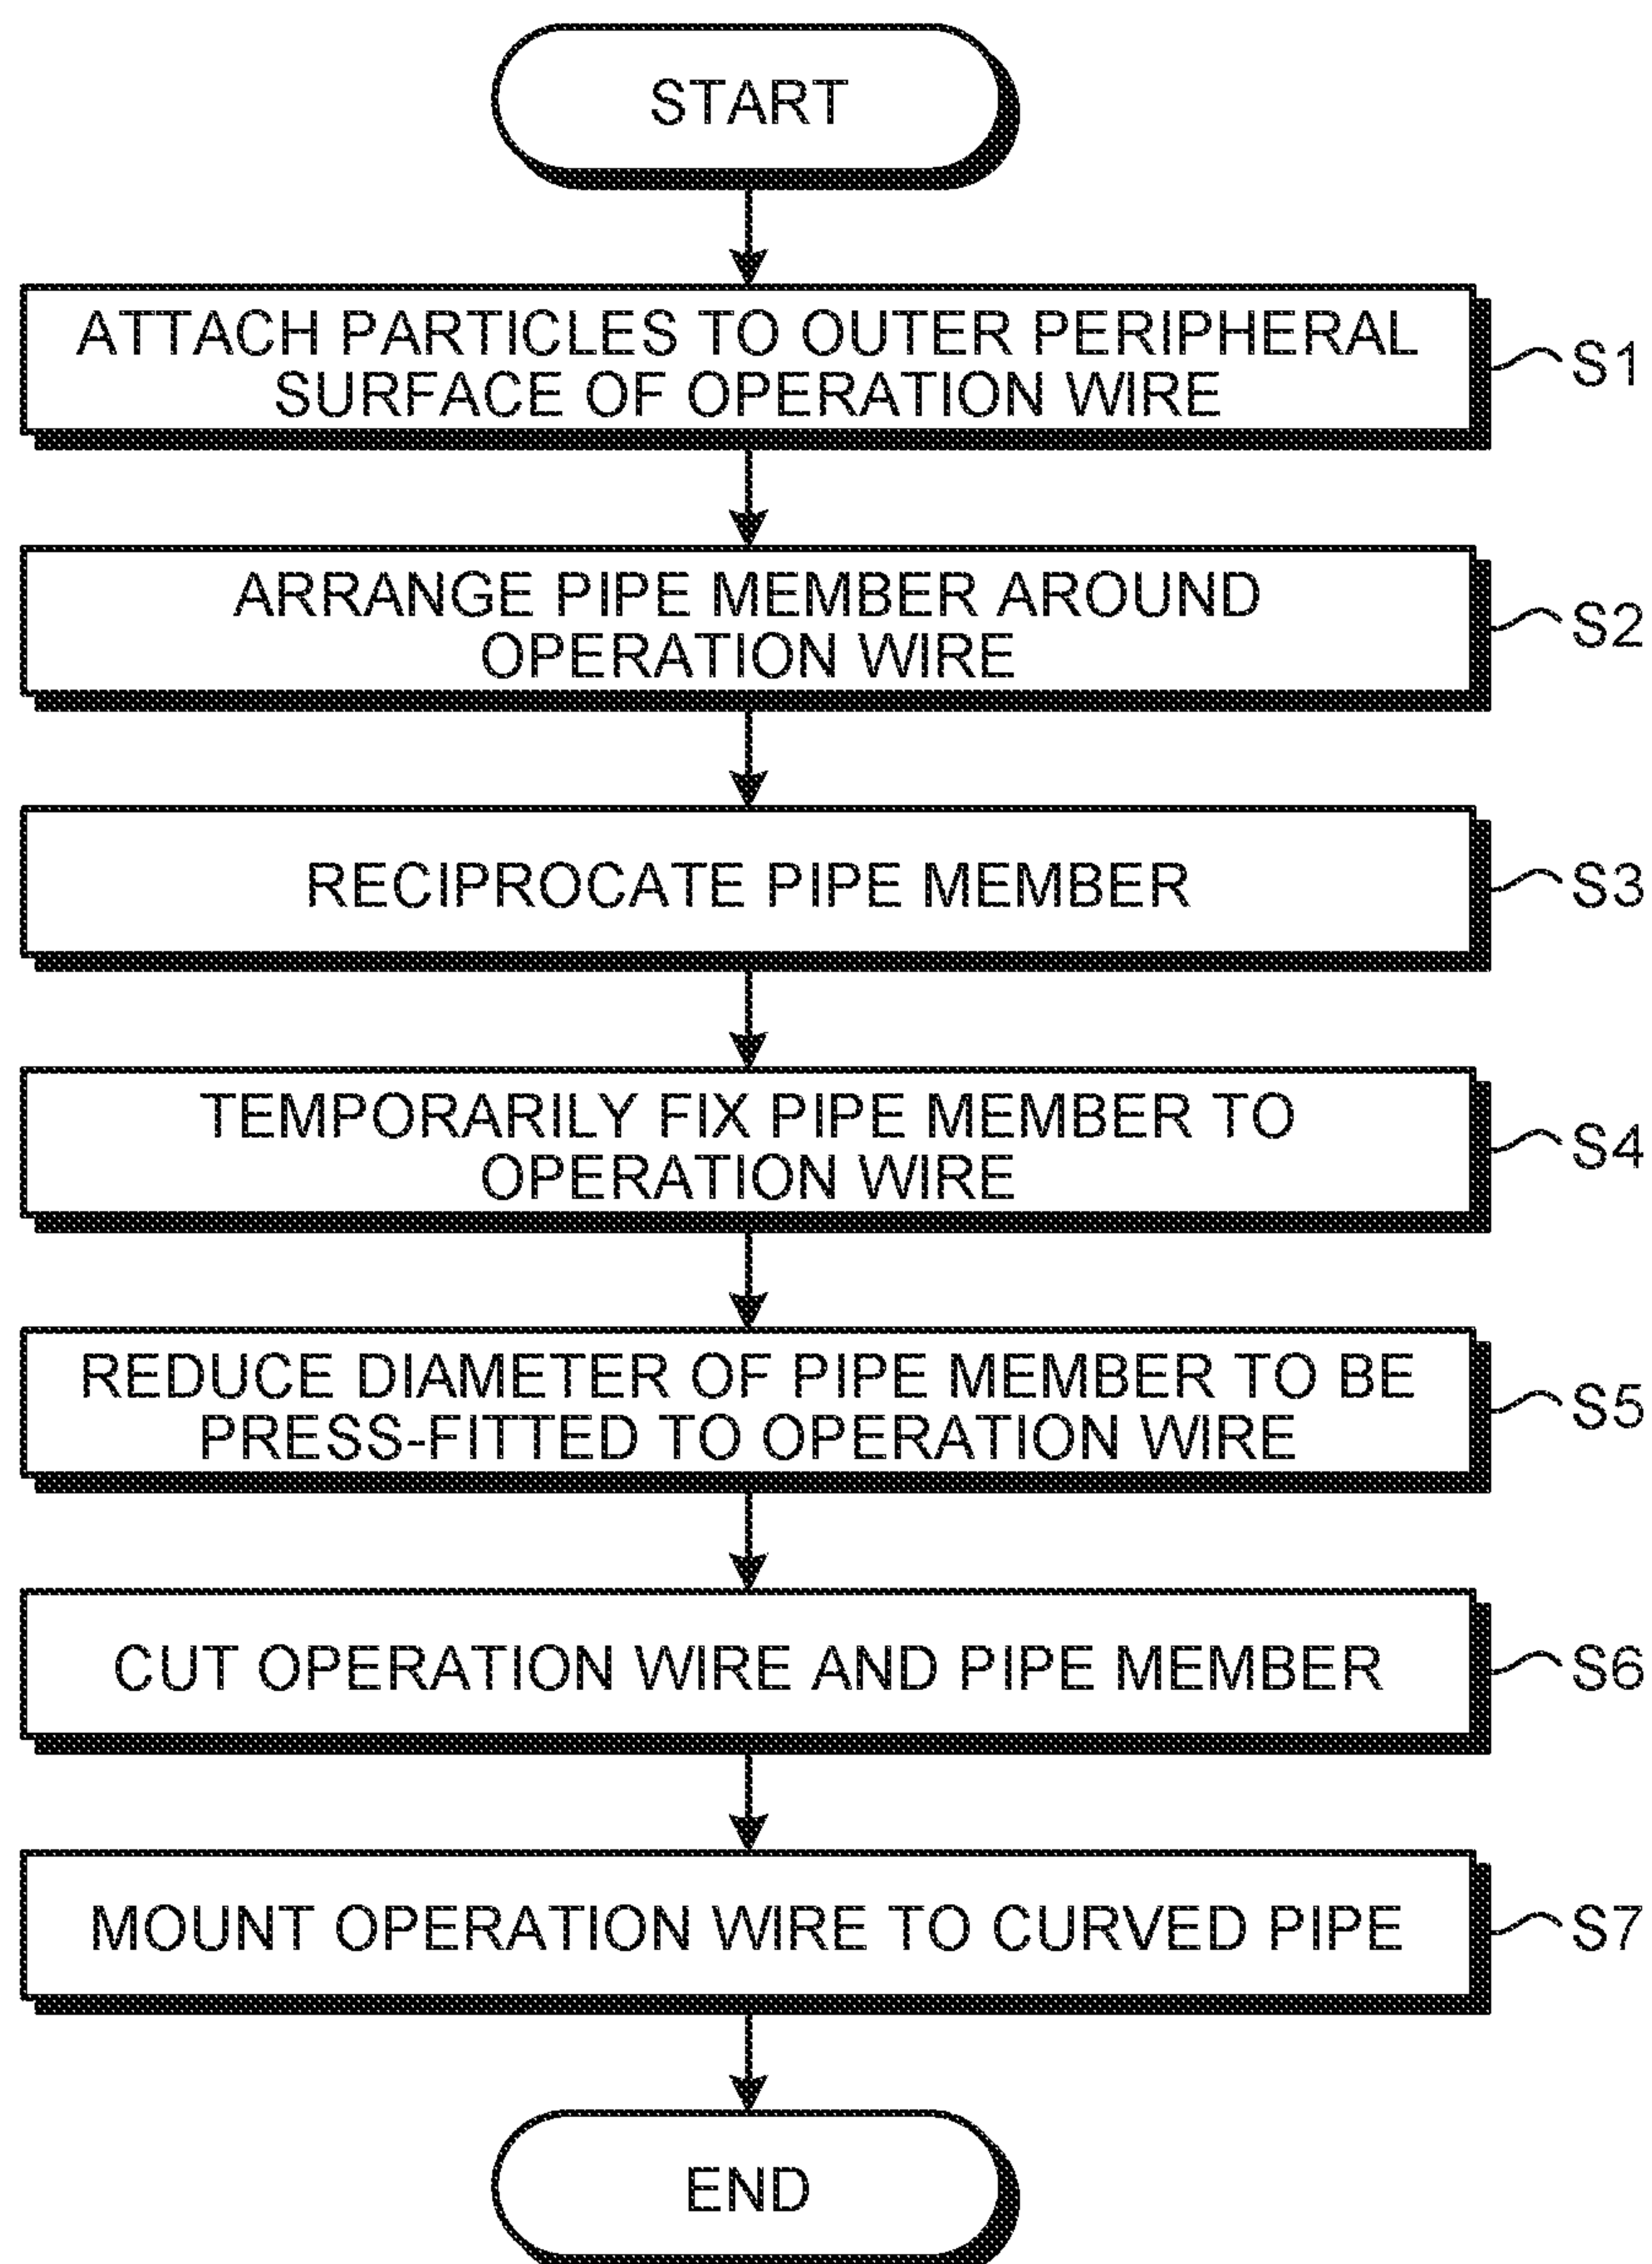 START
ATTACH PARTICLES TO OUTER PERIPHERAL
SURFACE OF OPERATION WIRE
S1
ARRANGE PIPE MEMBER AROUND
OPERATION WIRE
S2
RECIPROCATE PIPE MEMBER
S3
TEMPORARILY FIX PIPE MEMBER TO
OPERATION WIRE
S4
REDUCE DIAMETER OF PIPE MEMBER TO BE
PRESS-FITTED TO OPERATION WIRE
S5
CUT OPERATION WIRE AND PIPE MEMBER
S6
MOUNT OPERATION WIRE TO CURVED PIPE
S7
END